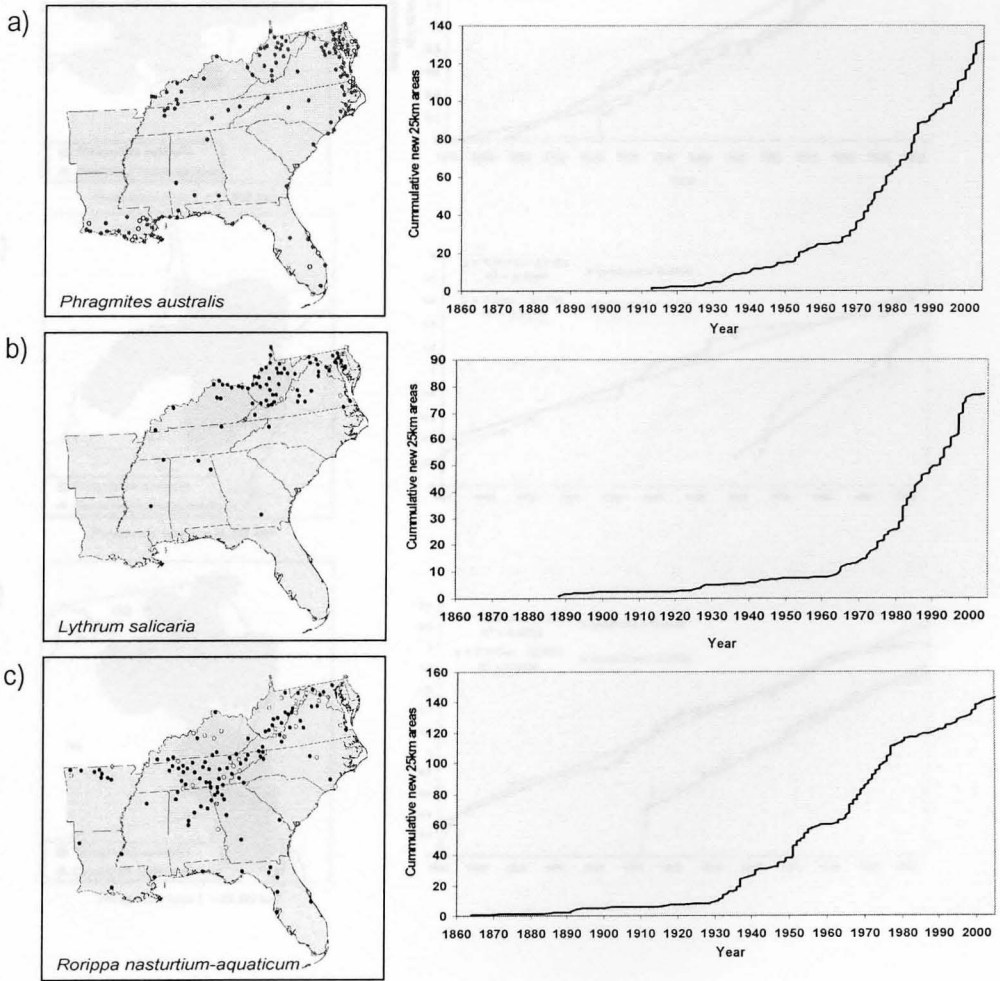 a)
Phragmites australis
Cummulative new 25km areas
140
120
100
80
60
40
20
0
1860 1870 1880 1890 1900 1910 1920 1930 1940 1950 1960 1970 1980 1990 2000
Year
b)
Lythrum salicaria
Cummulative new 25km areas
90
80
70
60
50
40
30
20
10
0
1860 1870 1880 1890 1900 1910 1920 1930 1940 1950 1960 1970 1980 1990 2000
Year
c)
Rorippa nasturtium-aquaticum
Cummulative new 25km areas
160
140
120
100
80
60
40
20
0
1860 1870 1880 1890 1900 1910 1920 1930 1940 1950 1960 1970 1980 1990 2000
Year